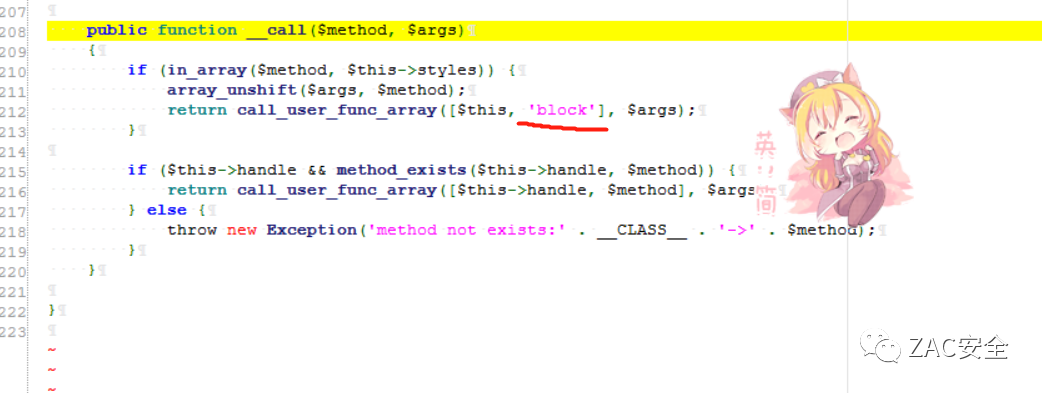 207
208 public function __call($method, $args)
209 {
210 if (in_array($method, $this->styles)) {
211 array_unshift($args, $method);
212 return call_user_func_array([$this, 'block'], $args);
213 }
214
215 if ($this->handle && method_exists($this->handle, $method)) {
216 return call_user_func_array([$this->handle, $method], $args
217 } else {
218 throw new Exception('method not exists:' . __CLASS__ . '->' . $method);
219 }
220 }
221
222 }
223
~
~
~
英
简
ZAC安全